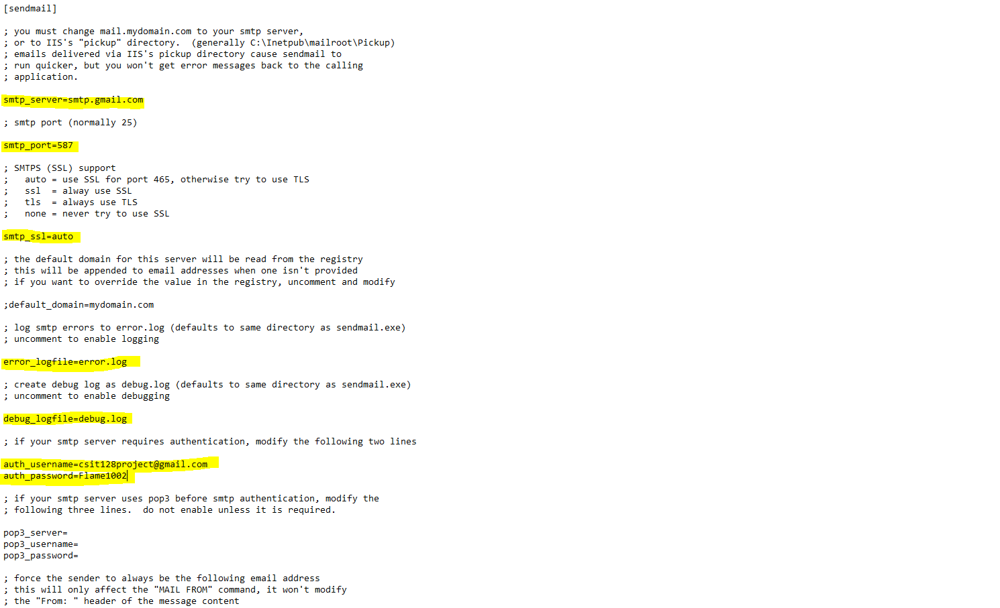 [sendmail]
; you must change mail.mydomain.com to your smtp server,
; or to IIS's "pickup" directory.  (generally C:\Inetpub\mailroot\Pickup)
; emails delivered via IIS's pickup directory cause sendmail to
; run quicker, but you won't get error messages back to the calling
; application.
smtp_server=smtp.gmail.com
; smtp port (normally 25)
smtp_port=587
; SMTPS (SSL) support
;   auto = use SSL for port 465, otherwise try to use TLS
;   ssl  = alway use SSL
;   tls  = always use TLS
;   none = never try to use SSL
smtp_ssl=auto
; the default domain for this server will be read from the registry
; this will be appended to email addresses when one isn't provided
; if you want to override the value in the registry, uncomment and modify
;default_domain=mydomain.com
; log smtp errors to error.log (defaults to same directory as sendmail.exe)
; uncomment to enable logging
error_logfile=error.log
; create debug log as debug.log (defaults to same directory as sendmail.exe)
; uncomment to enable debugging
debug_logfile=debug.log
; if your smtp server requires authentication, modify the following two lines
auth_username=csit128project@gmail.com
auth_password=Flame1002
; if your smtp server uses pop3 before smtp authentication, modify the
; following three lines.  do not enable unless it is required.
pop3_server=
pop3_username=
pop3_password=
; force the sender to always be the following email address
; this will only affect the "MAIL FROM" command, it won't modify
; the "From: " header of the message content